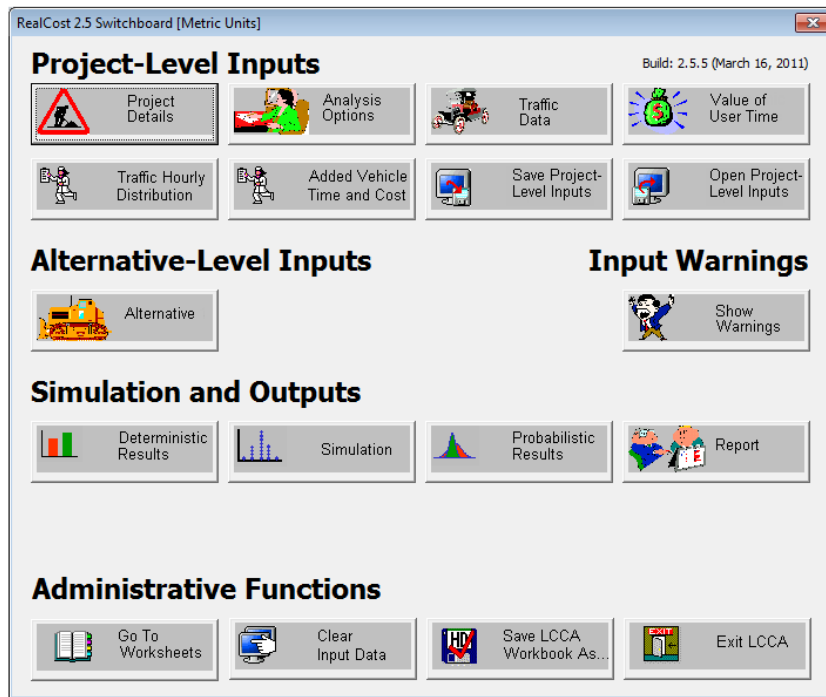 RealCost 2.5 Switchboard [Metric Units]
Project-Level Inputs
Build: 2.5.5 (March 16, 2011)
Project
Details
Analysis
Options
Traffic
Data
Value of
User Time
Traffic Hourly
Distribution
Added Vehicle
Time and Cost
Save Project-
Level Inputs
Open Project-
Level Inputs
Alternative-Level Inputs
Input Warnings
Alternative
Show
Warnings
Simulation and Outputs
Deterministic
Results
Simulation
Probabilistic
Results
Report
Administrative Functions
Go To
Worksheets
Clear
Input Data
HD
Save LCCA
Workbook As...
EXIT
Exit LCCA